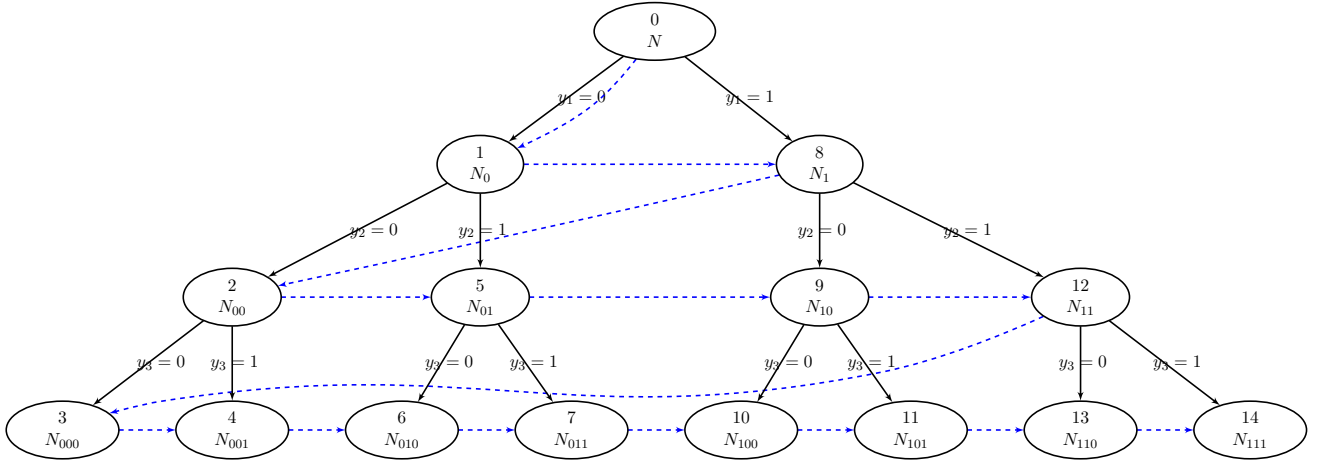 0
N
y₁ = 0
y₁ = 1
1
N₀
8
N₁
y₂ = 0
y₂ = 1
y₂ = 0
y₂ = 1
2
N₀₀
5
N₀₁
9
N₁₀
12
N₁₁
y₃ = 0
y₃ = 1
y₃ = 0
y₃ = 1
y₃ = 0
y₃ = 1
y₃ = 0
y₃ = 1
3
N₀₀₀
4
N₀₀₁
6
N₀₁₀
7
N₀₁₁
10
N₁₀₀
11
N₁₀₁
13
N₁₁₀
14
N₁₁₁